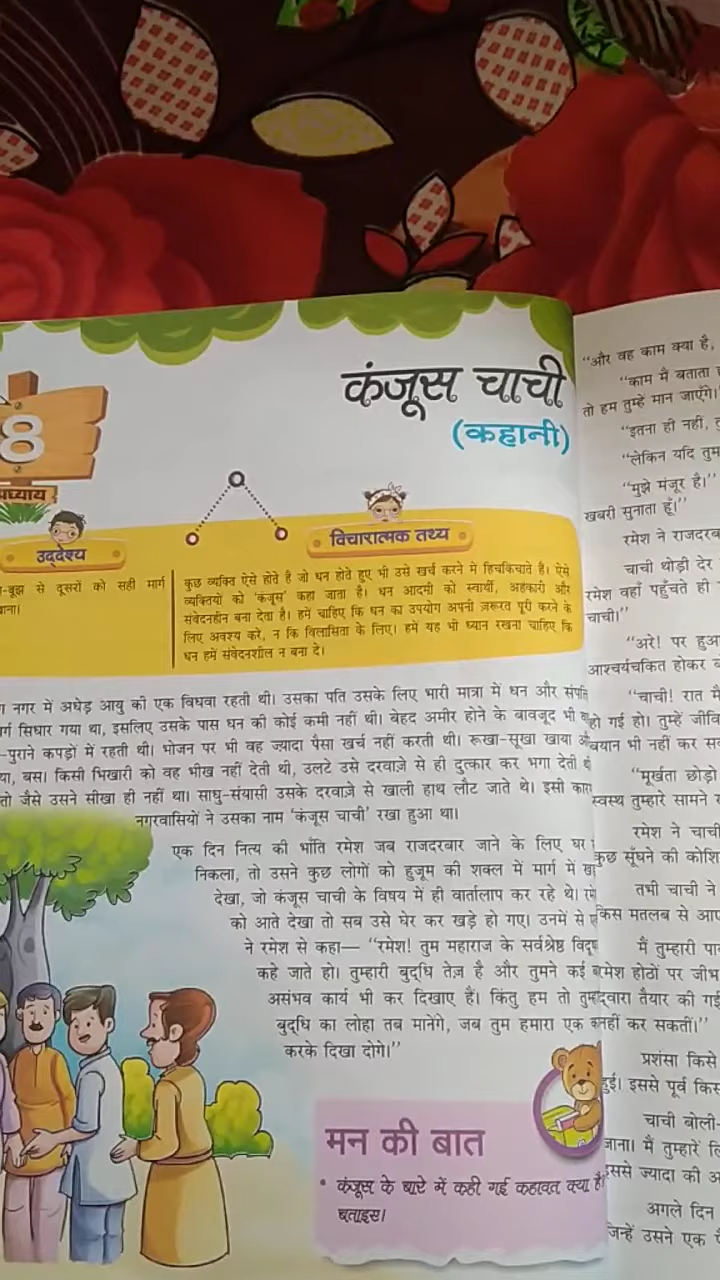 कंजूस चाची
(कहानी)
8
अध्याय
उद्देश्य
-बूझ से दूसरों को सही मार्ग
विचारात्मक तथ्य
कुछ व्यक्ति ऐसे होते है जो धन होते हुए भी उसे खर्च करने मे हिचकिचाते है। ऐसे
व्यक्तियों को 'कंजूस' कहा जाता है। धन आदमी को स्वार्थी, अहंकारी और
संवेदनहीन बना देता है। हमें चाहिए कि धन का उपयोग अपनी ज़रूरत पूरी करने के
लिए अवश्य करे, न कि विलासिता के लिए। हमें यह भी ध्यान रखना चाहिए कि
धन हमें संवेदनशील न बना दे।
नगर में अधेड़ आयु की एक विधवा रहती थी। उसका पति उसके लिए भारी मात्रा में धन और संपत्ति
सिधार गया था, इसलिए उसके पास धन की कोई कमी नहीं थी। बेहद अमीर होने के बावजूद भी
-पुराने कपड़ों में रहती थी। भोजन पर भी वह ज्यादा पैसा खर्च नहीं करती थी। रूखा-सूखा खाया
बस। किसी भिखारी को वह भीख नहीं देती थी, उलटे उसे दरवाज़े से ही दुत्कार कर भगा देती
तो जैसे उसने सीखा ही नहीं था। साधु-संयासी उसके दरवाज़े से खाली हाथ लौट जाते थे। इसी
नगरवासियों ने उसका नाम 'कंजूस चाची' रखा हुआ था।
एक दिन नित्य की भाँति रमेश जब राजदरबार जाने के लिए घर
निकला, तो उसने कुछ लोगों को हुजूम की शक्ल में मार्ग में
देखा, जो कंजूस चाची के विषय में ही वार्तालाप कर रहे थे।
को आते देखा तो सब उसे घेर कर खड़े हो गए। उनमें से
ने रमेश से कहा— "रमेश! तुम महाराज के सर्वश्रेष्ठ
कहे जाते हो। तुम्हारी बुद्धि तेज़ है और तुमने कई
असंभव कार्य भी कर दिखाए हैं। किंतु हम तो
बुद्धि का लोहा तब मानेंगे, जब तुम हमारा एक
करके दिखा दोगे।"
मन की बात
• कंजूस के बारे में कही गई कहावत क्या है?
बताइस।
"और वह काम क्या है,
"काम मैं बताता
तो हम तुम्हें मान जाएँगे।"
"इतना ही नहीं,
"लेकिन यदि तुम
"मुझे मंजूर है।"
खबरी सुनाता हूँ।"
रमेश ने राजदरब
चाची थोड़ी देर
रमेश वहाँ पहुँचते ही
चाची।"
"अरे! पर हुआ
आश्चर्यचकित होकर
"चाची! रात मैं
हो गई हो। तुम्हें जीवि
बयान भी नहीं कर
"मूर्खता छोड़ो
स्वस्थ तुम्हारे सामने
रमेश ने चाची
कुछ सूँघने की कोशि
तभी चाची ने
किस मतलब से आए
मैं तुम्हारी पा
रमेश होठों पर जीभ
द्वारा तैयार की गई
नहीं कर सकतीं।"
प्रशंसा किसे
हुई। इससे पूर्व किस
चाची बोली-
जाना। मैं तुम्हारे लि
इससे ज्यादा की
अगले दिन
जिन्हें उसने एक